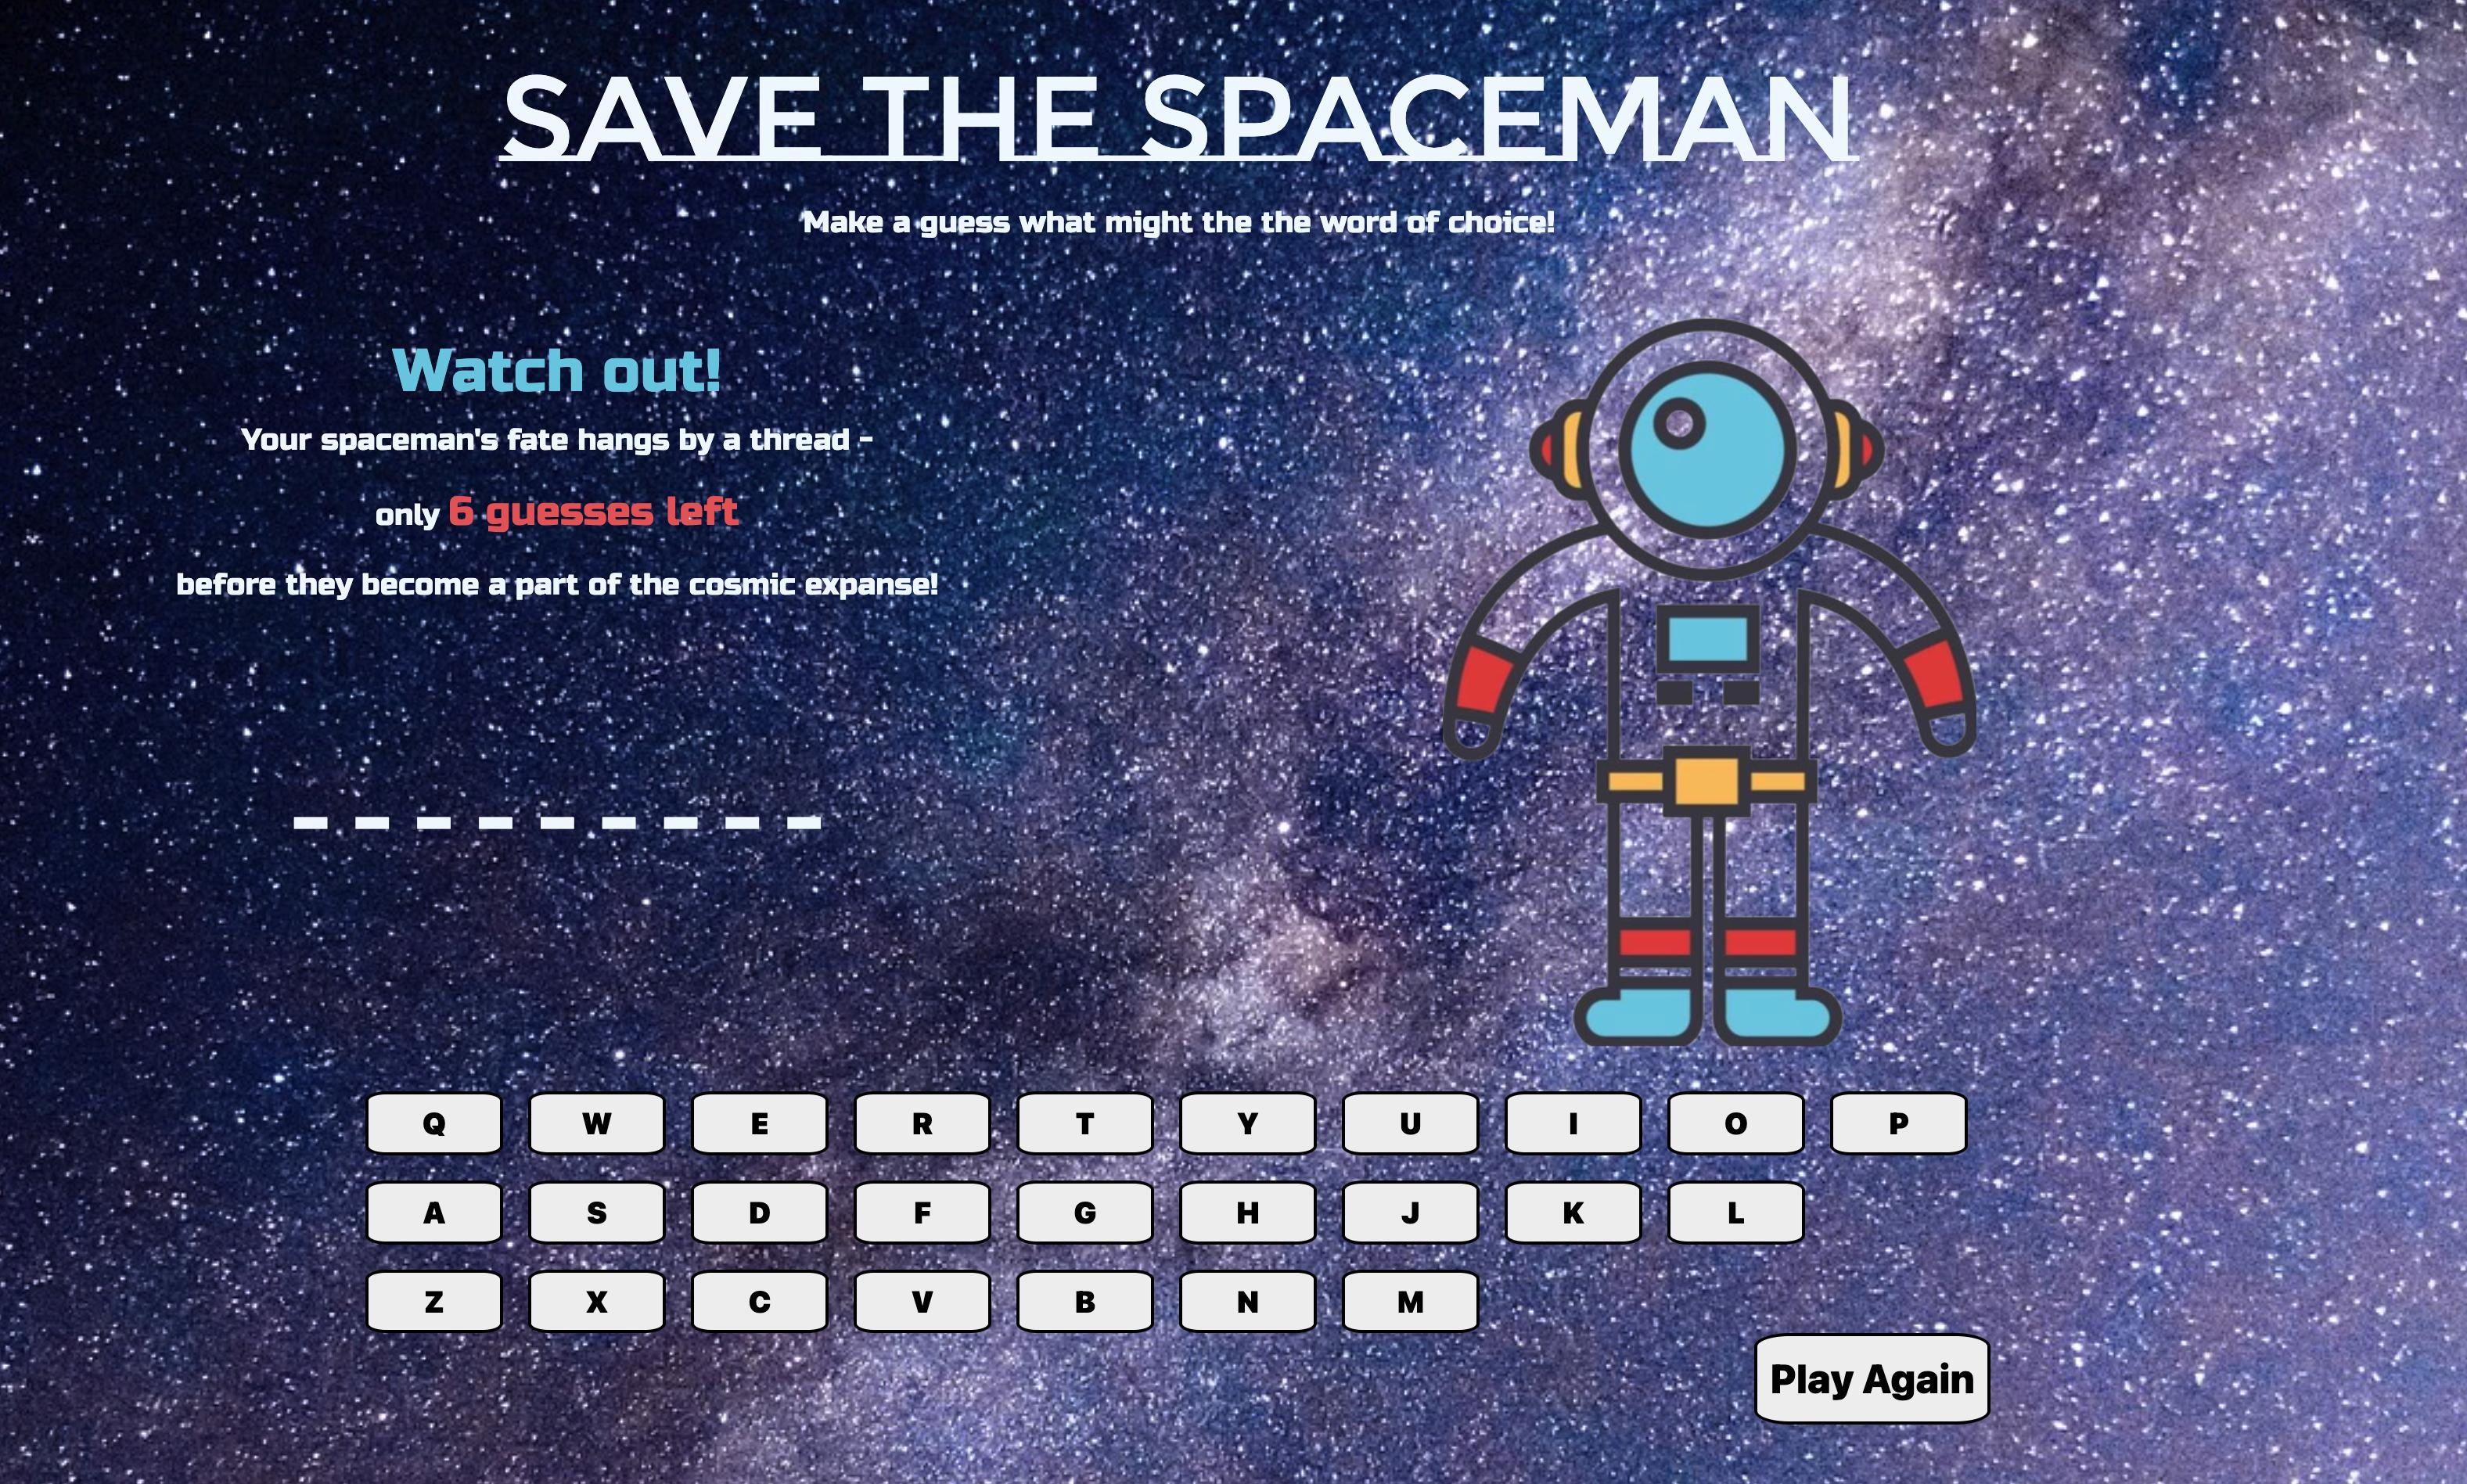 SAVE THE SPACEMAN
Make a guess what might the the word of choice!
Watch out!
Your spaceman's fate hangs by a thread -
only 6 guesses left
before they become a part of the cosmic expanse!
_ _ _ _ _ _ _ _ _
Q W E R T Y U I O P
A S D F G H J K L
Z X C V B N M
Play Again